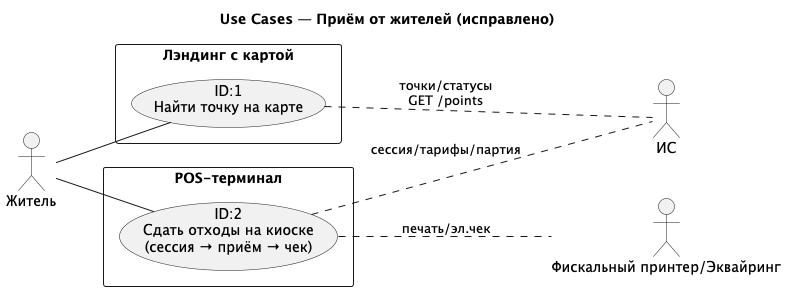 Use Cases — Приём от жителей (исправлено)
Лэндинг с картой
ID:1
Найти точку на карте
точки/статусы
GET /points
ИС
сессия/тарифы/партия
Житель
POS-терминал
ID:2
Сдать отходы на киоске
(сессия → приём → чек)
печать/эл.чек
Фискальный принтер/Эквайринг